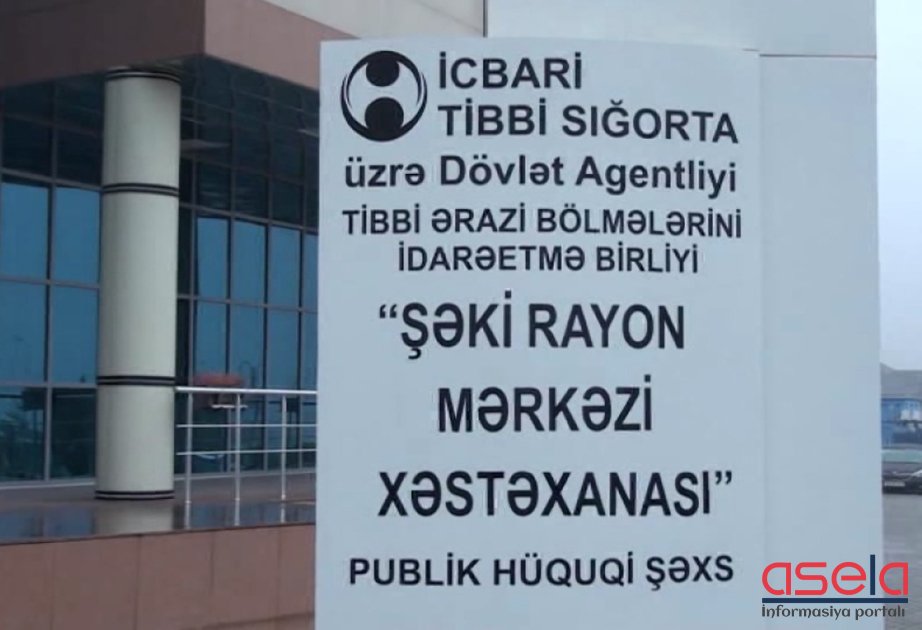 İCBARİ
TİBBİ SIĞORTA
üzrə Dövlət Agentliyi
TİBBİ ƏRAZİ BÖLMƏLƏRİNİ
İDARƏETMƏ BİRLİYİ
“ŞƏKİ RAYON
MƏRKƏZİ
XƏSTƏXANASI”
PUBLİK HÜQUQİ ŞƏXS
asela
İnformasiya portalı